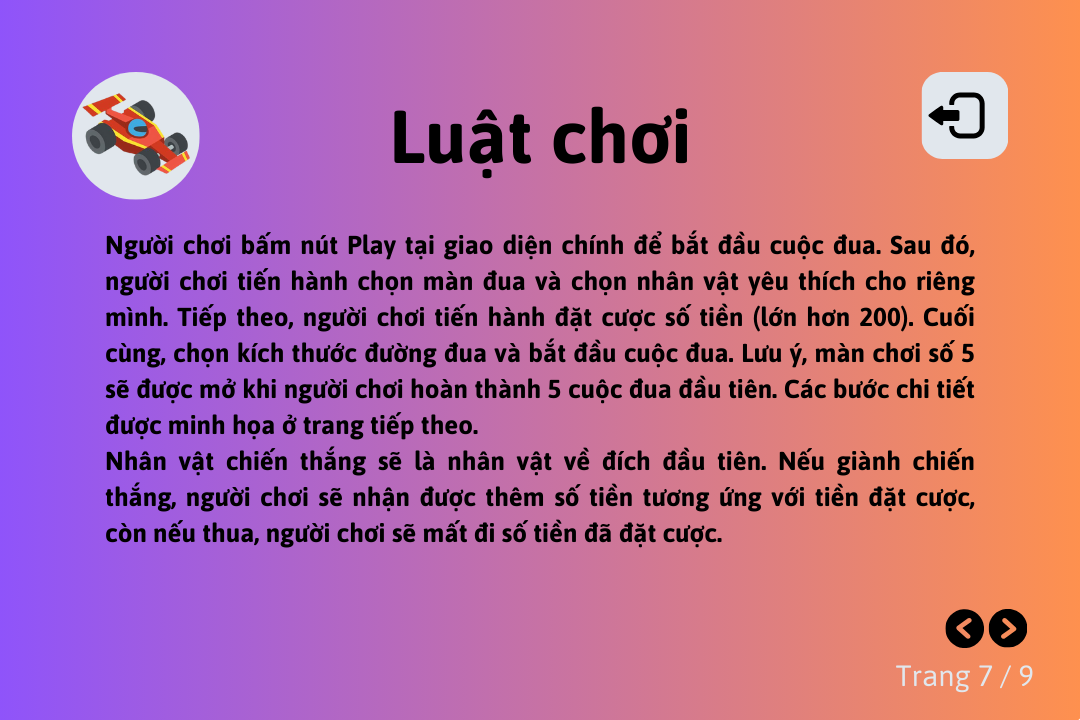 Luật chơi
Người chơi bấm nút Play tại giao diện chính để bắt đầu cuộc đua. Sau đó,
người chơi tiến hành chọn màn đua và chọn nhân vật yêu thích cho riêng
mình. Tiếp theo, người chơi tiến hành đặt cược số tiền (lớn hơn 200). Cuối
cùng, chọn kích thước đường đua và bắt đầu cuộc đua. Lưu ý, màn chơi số 5
sẽ được mở khi người chơi hoàn thành 5 cuộc đua đầu tiên. Các bước chi tiết
được minh họa ở trang tiếp theo.
Nhân vật chiến thắng sẽ là nhân vật về đích đầu tiên. Nếu giành chiến
thắng, người chơi sẽ nhận được thêm số tiền tương ứng với tiền đặt cược,
còn nếu thua, người chơi sẽ mất đi số tiền đã đặt cược.
Trang 7 / 9